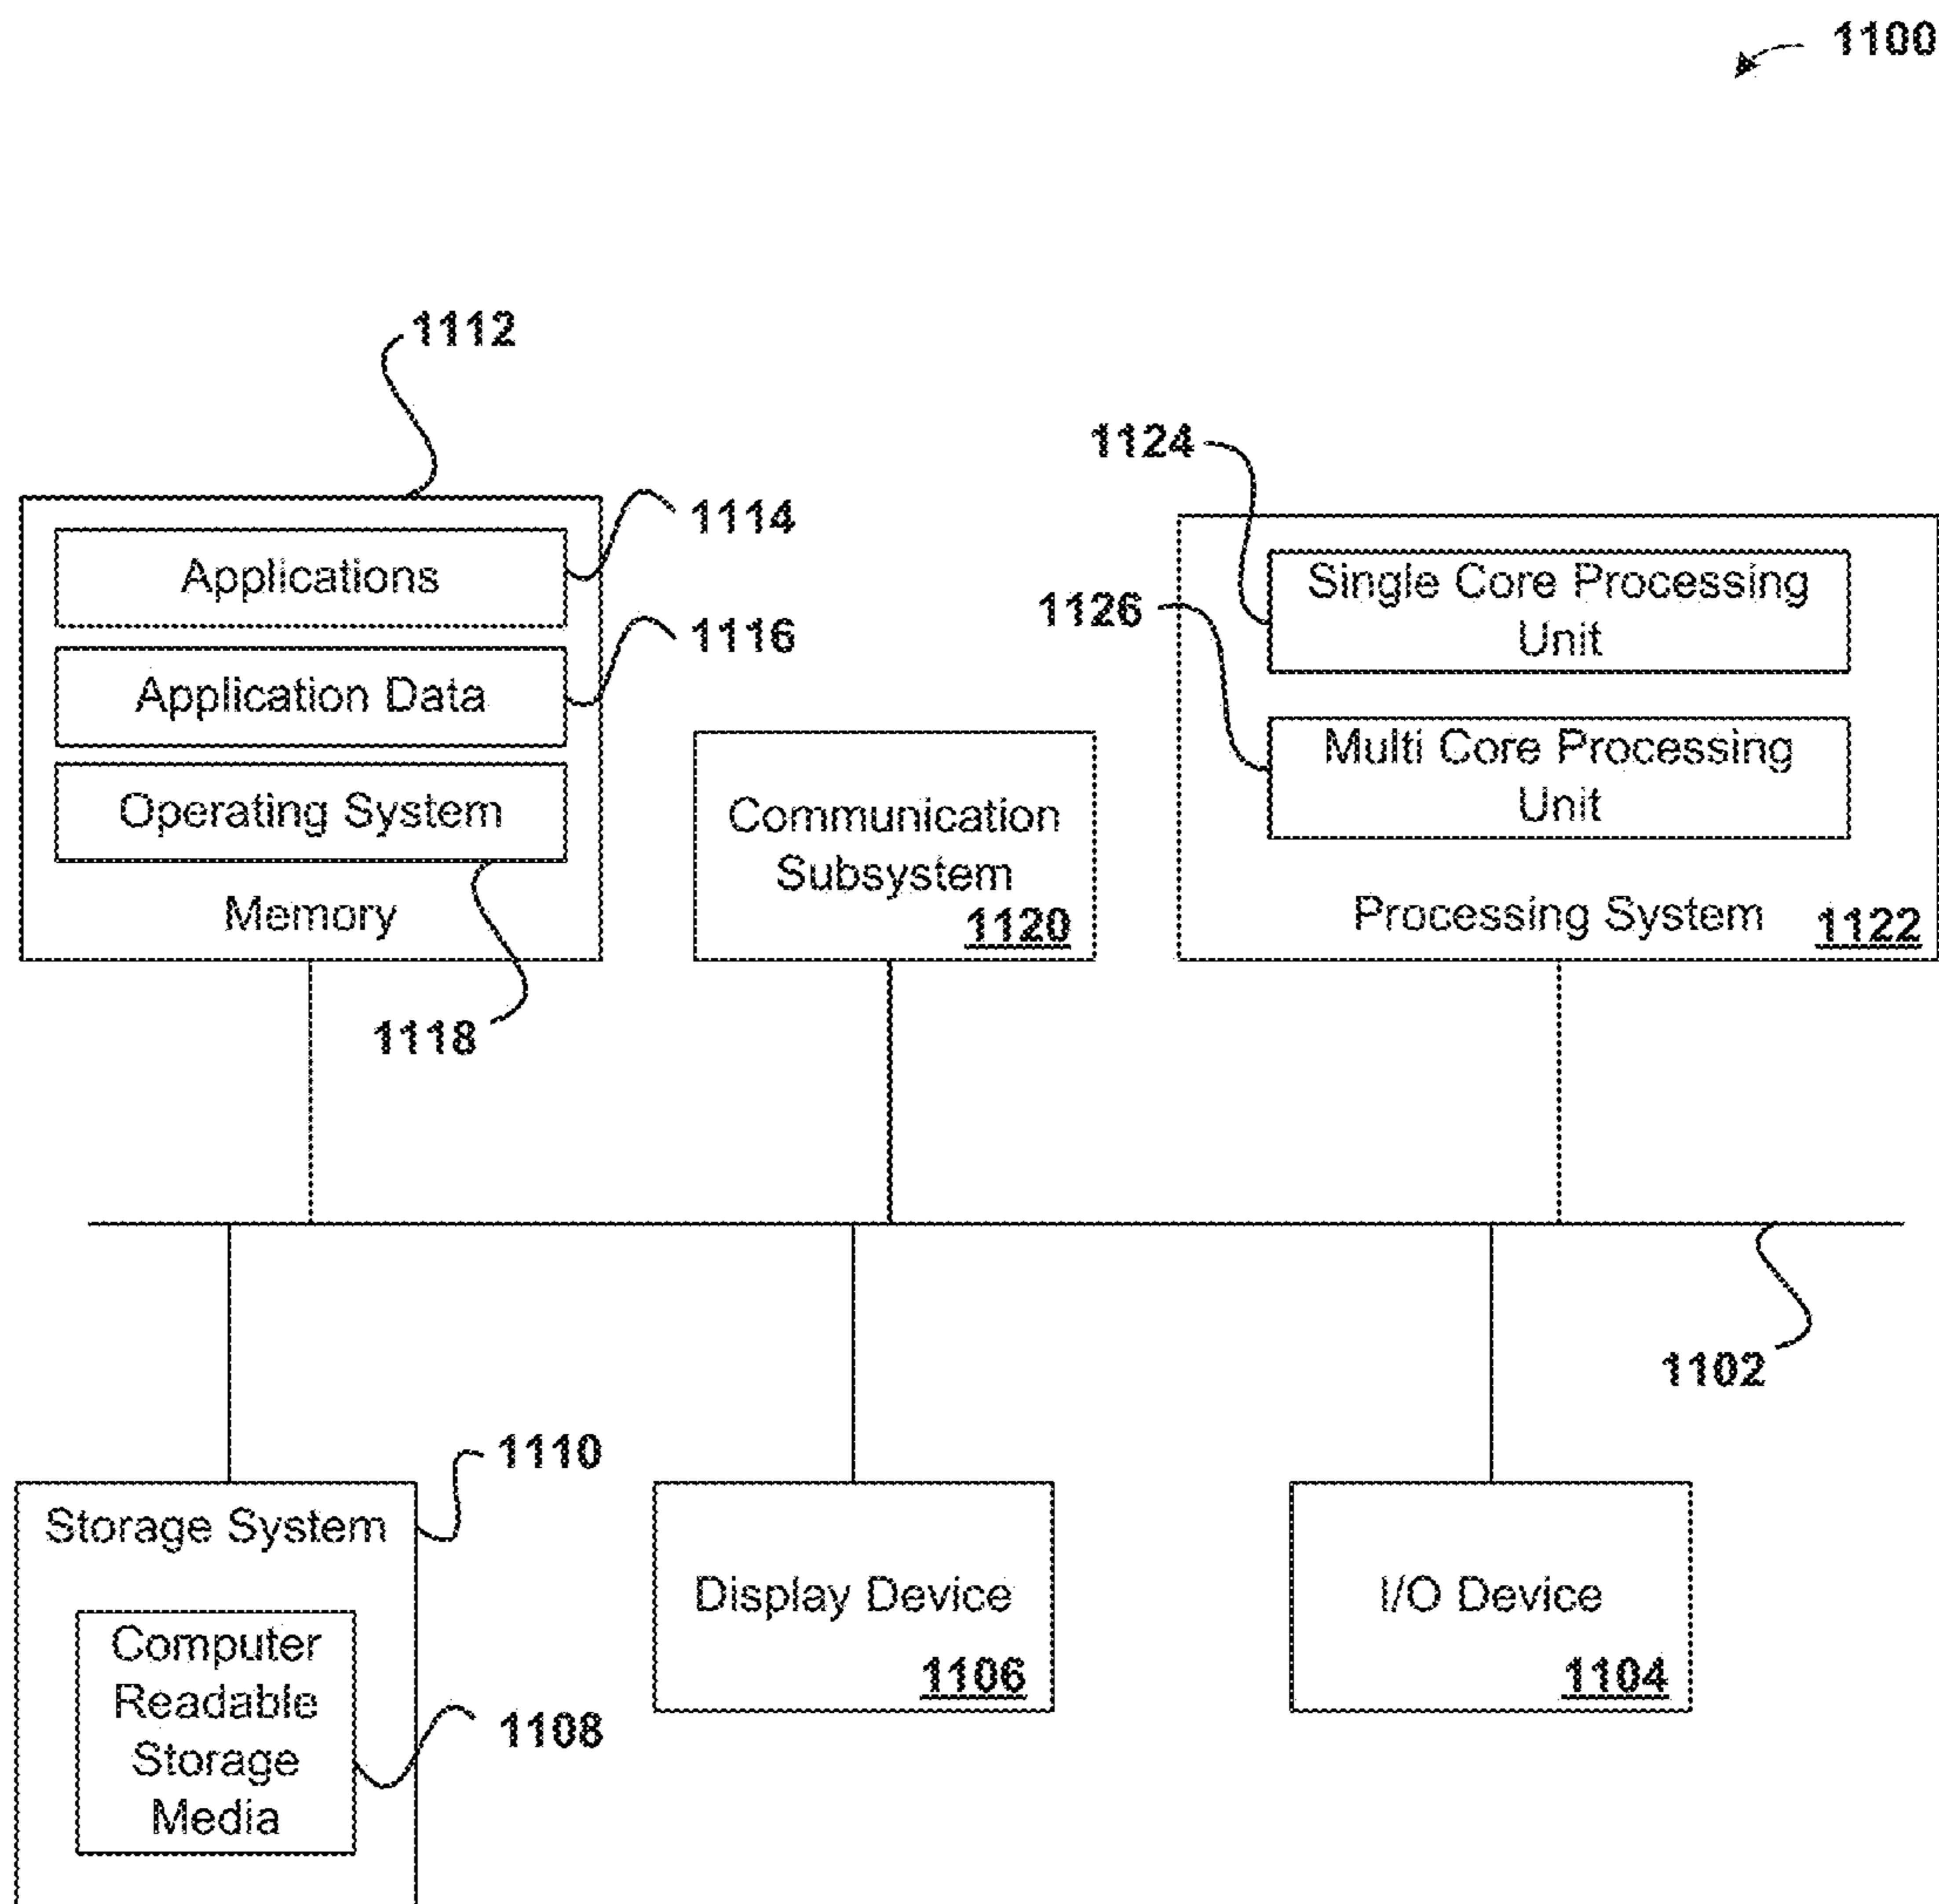 1100
1112
1124
1114
Applications
Single Core Processing
Unit
1126
1116
Application Data
Multi Core Processing
Unit
Operating System
Communication
Subsystem
1120
Memory
Processing System
1122
1118
1102
1110
Storage System
Computer
Readable
Storage
Media
1108
Display Device
1106
I/O Device
1104